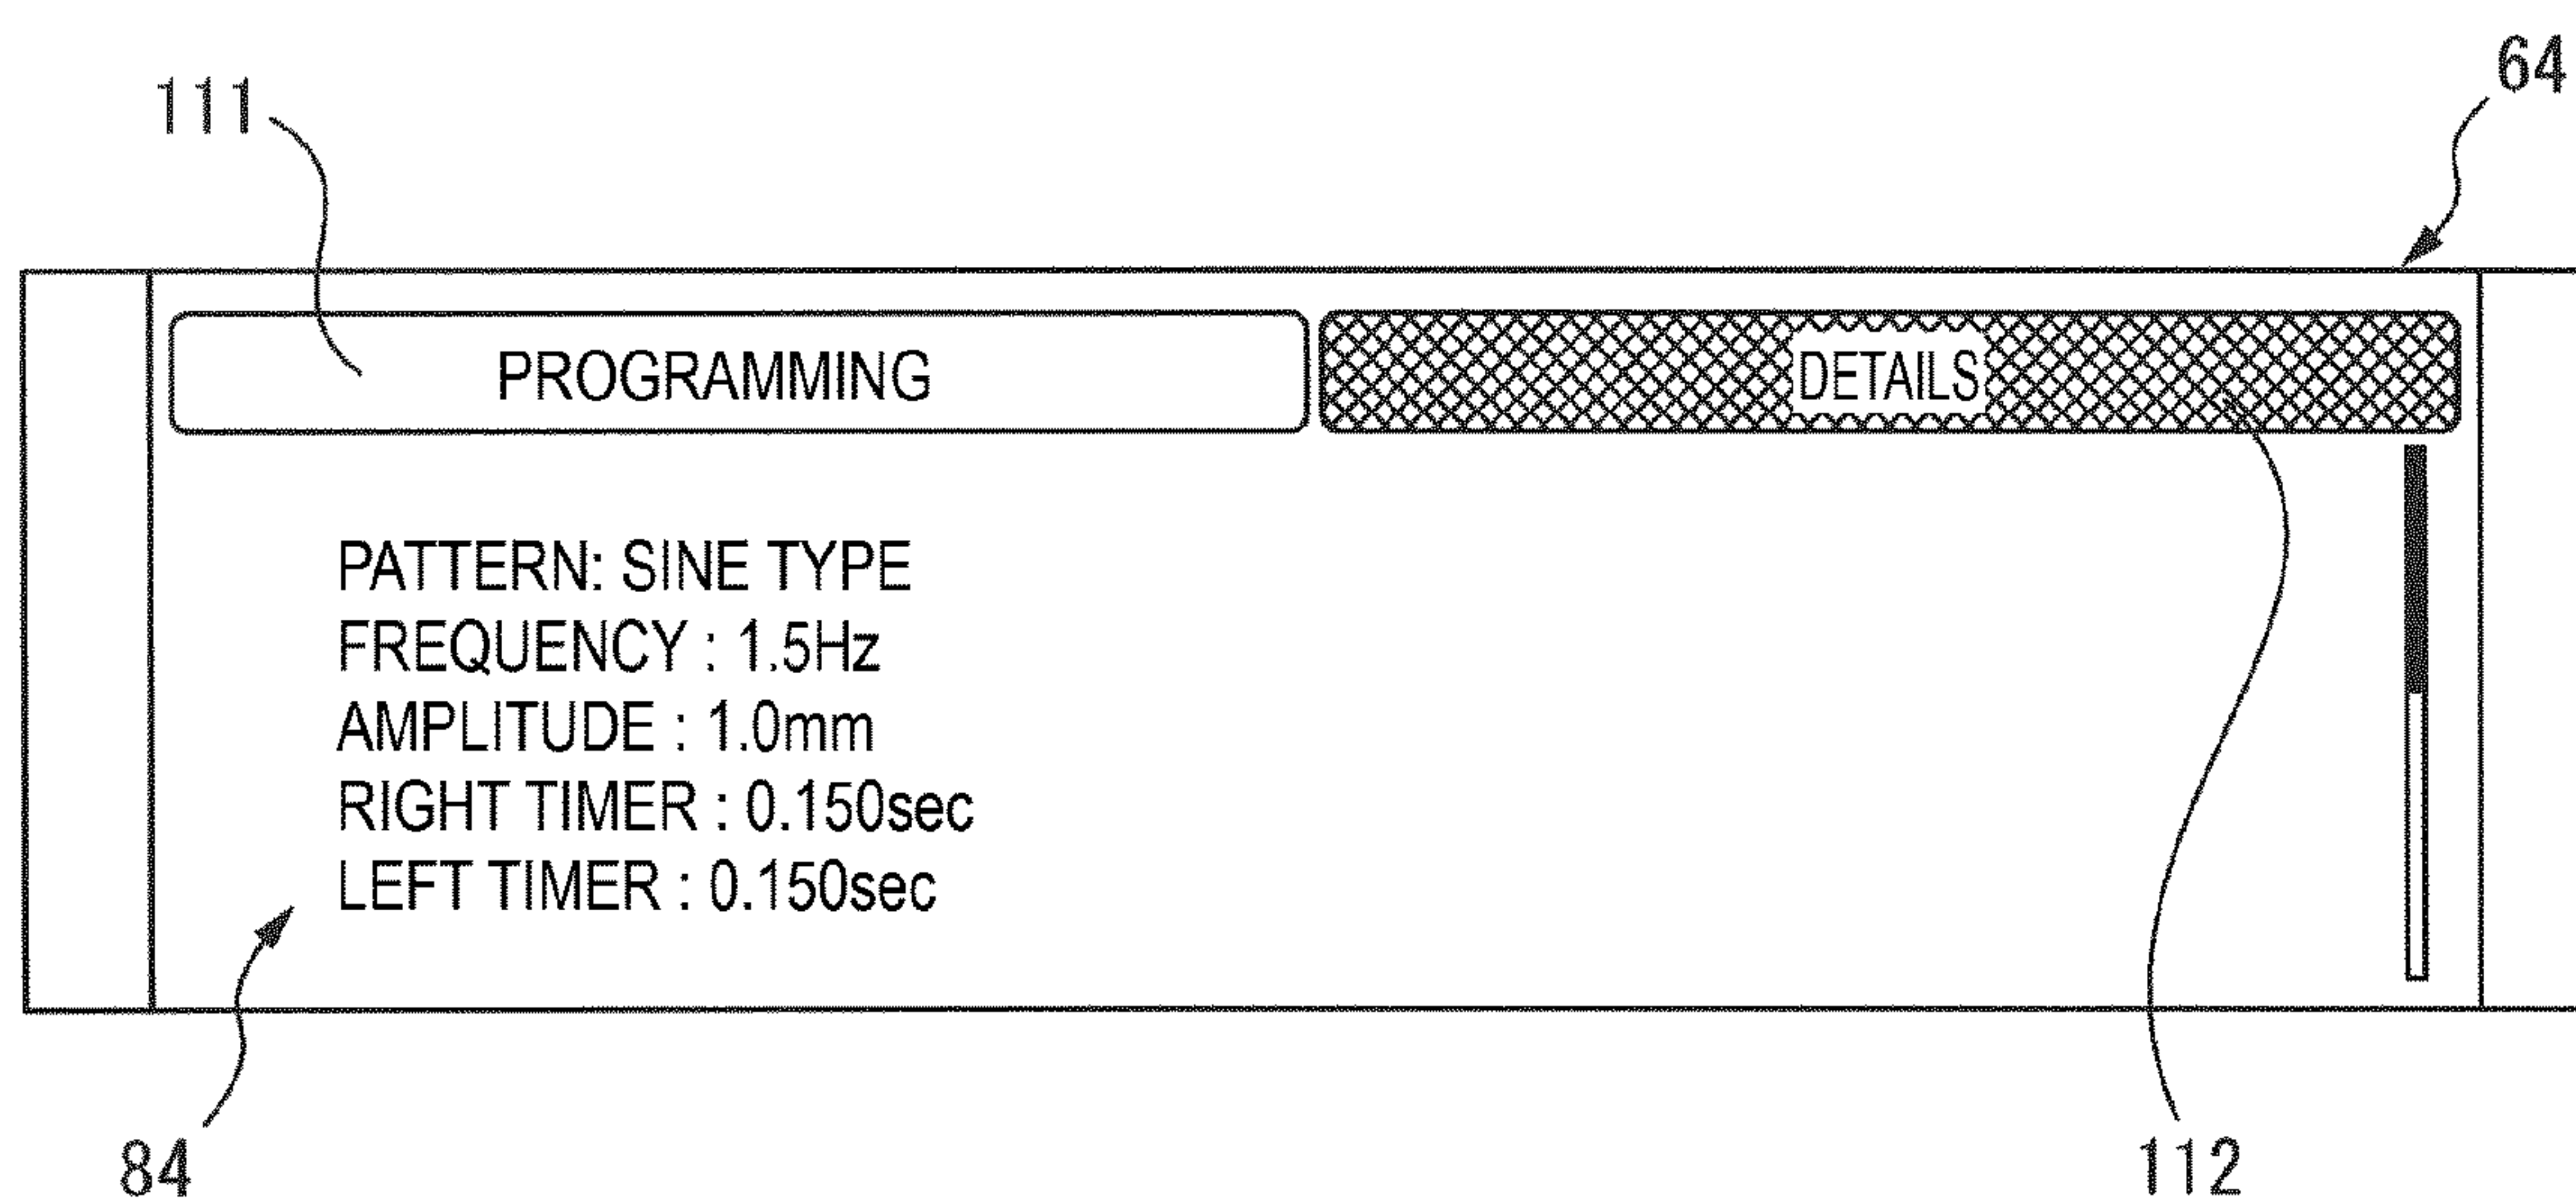 64
111
PROGRAMMING
DETAILS
PATTERN: SINE TYPE
FREQUENCY : 1.5Hz
AMPLITUDE : 1.0mm
RIGHT TIMER : 0.150sec
LEFT TIMER : 0.150sec
84
112